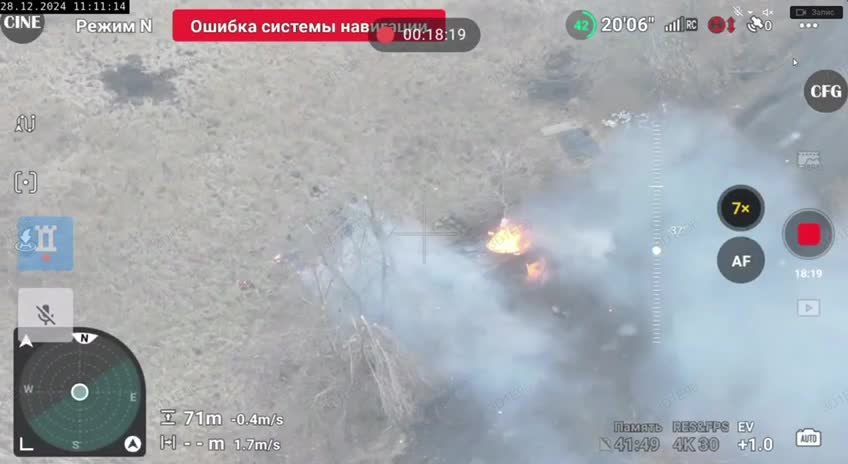 28.12.2024 11:11:14
CINE
Режим N
Ошибка системы навигации
00:18:19
42
20'06"
RC
0
Запис
CFG
7×
AF
18:19
N
W
E
S
71m -0.4m/s
- - m 1.7m/s
Память
41:49
RES&FPS
4K 30
EV
+1.0
AUTO